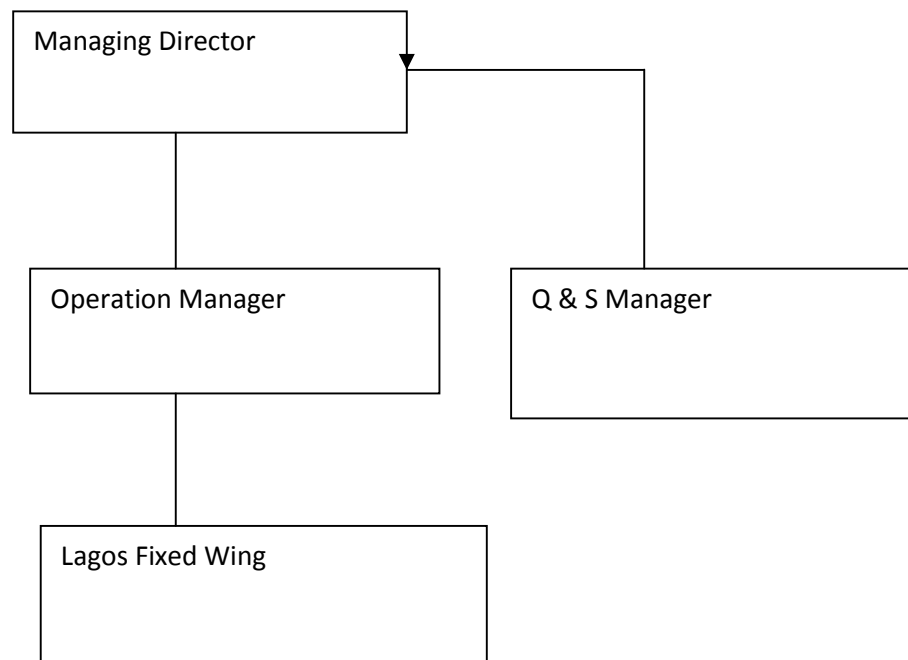 Managing Director
Operation Manager
Q & S Manager
Lagos Fixed Wing